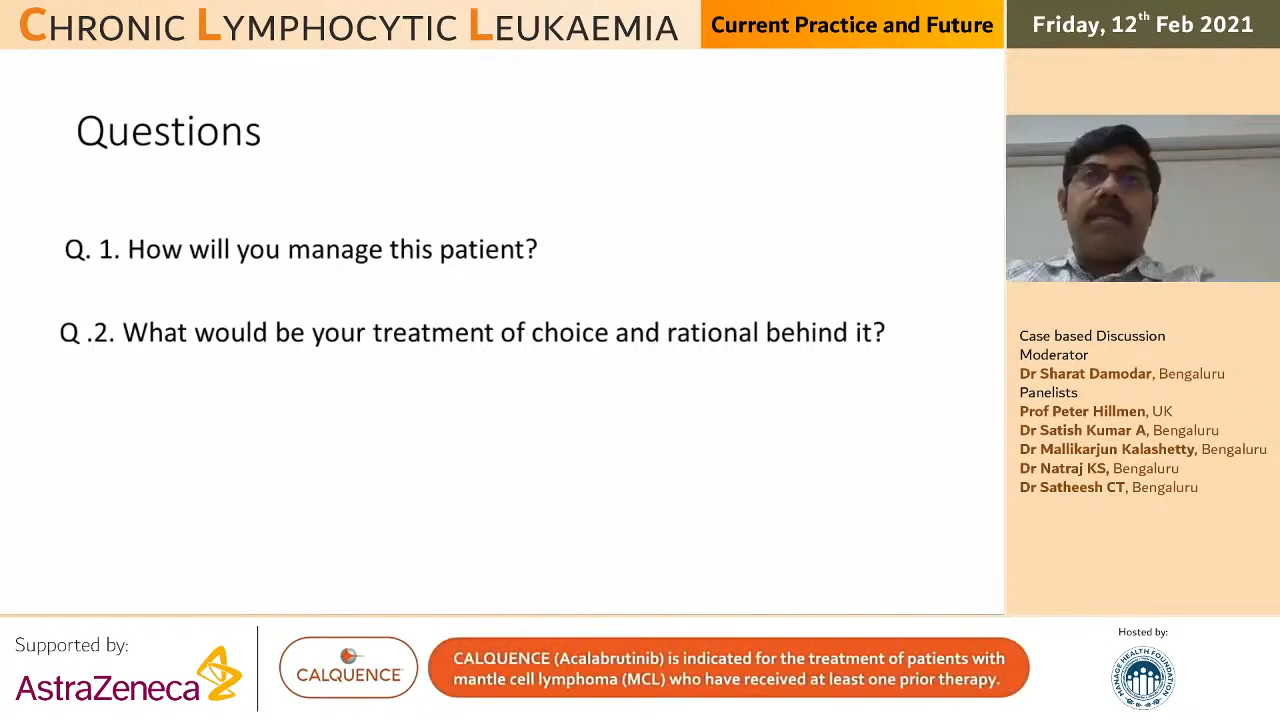 CHRONIC LYMPHOCYTIC LEUKAEMIA
Current Practice and Future
Friday, 12th Feb 2021
Questions
Q. 1. How will you manage this patient?
Q .2. What would be your treatment of choice and rational behind it?
Case based Discussion
Moderator
Dr Sharat Damodar, Bengaluru
Panelists
Prof Peter Hillmen, UK
Dr Satish Kumar A, Bengaluru
Dr Mallikarjun Kalashetty, Bengaluru
Dr Natraj KS, Bengaluru
Dr Satheesh CT, Bengaluru
Supported by:
AstraZeneca
CALQUENCE
CALQUENCE (Acalabrutinib) is indicated for the treatment of patients with
mantle cell lymphoma (MCL) who have received at least one prior therapy.
Hosted by:
MANAGE HEALTH FOUNDATION